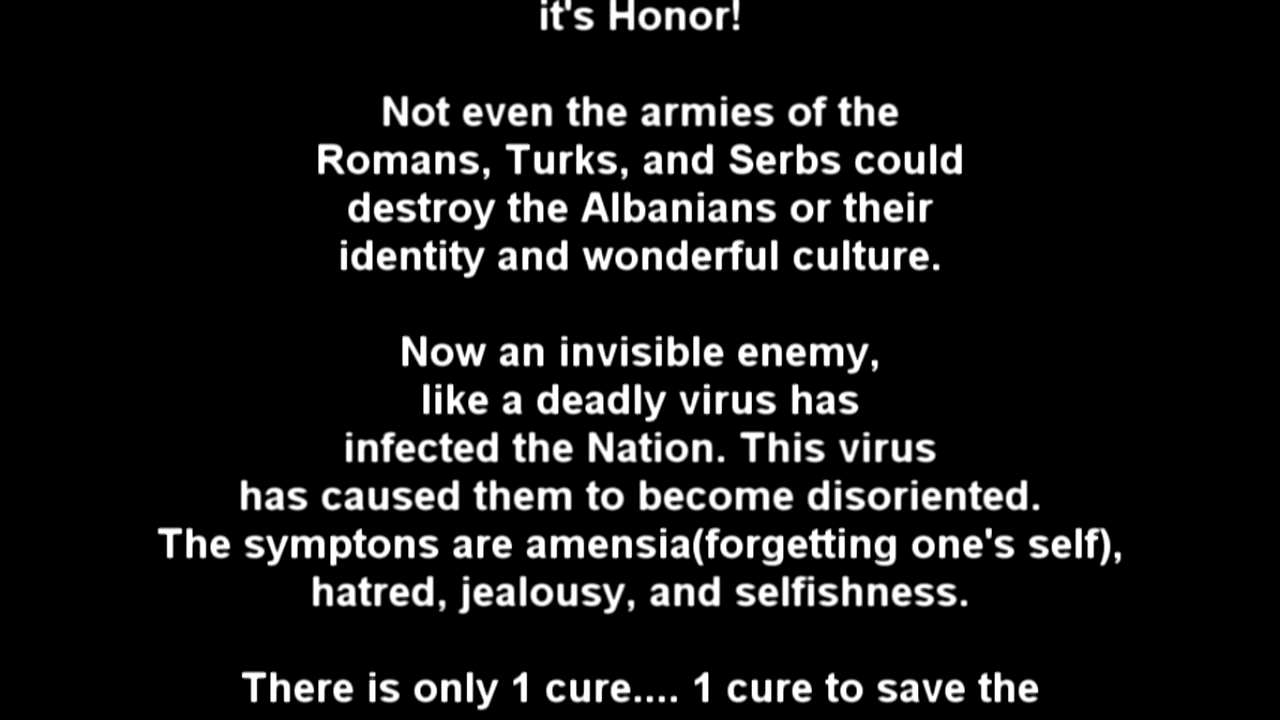 it's Honor!
Not even the armies of the
Romans, Turks, and Serbs could
destroy the Albanians or their
identity and wonderful culture.
Now an invisible enemy,
like a deadly virus has
infected the Nation. This virus
has caused them to become disoriented.
The symptons are amensia(forgetting one's self),
hatred, jealousy, and selfishness.
There is only 1 cure.... 1 cure to save the